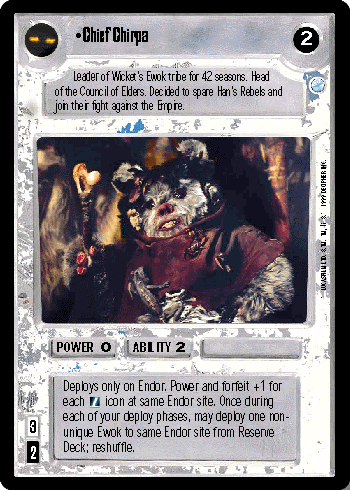 •Chief Chirpa
2
Leader of Wicket's Ewok tribe for 42 seasons. Head
of the Council of Elders. Decided to spare Han's Rebels and
join their fight against the Empire.
POWER 0 ABILITY 2
Deploys only on Endor. Power and forfeit +1 for
each icon at same Endor site. Once during
each of your deploy phases, may deploy one non-
unique Ewok to same Endor site from Reserve
Deck; reshuffle.
3
2